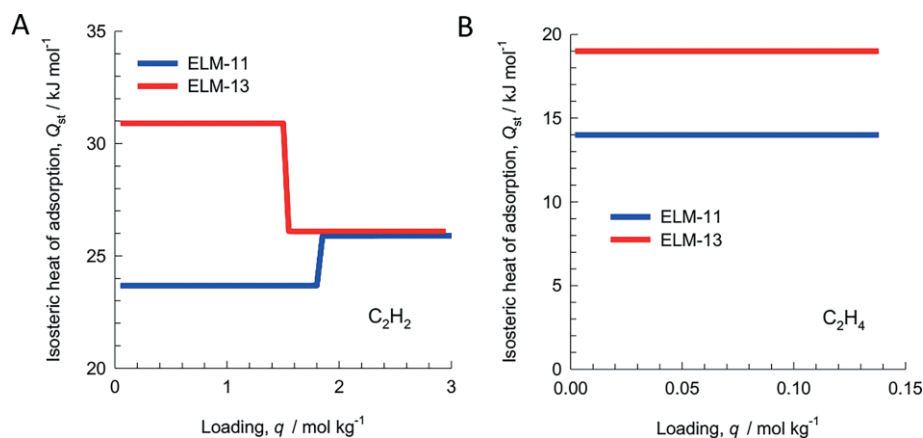 A
Isosteric heat of adsorption, Qst / kJ mol-1
35
30
25
20
ELM-11
ELM-13
C2H2
0
1
2
3
Loading, q / mol kg-1
B
Isosteric heat of adsorption, Qst / kJ mol-1
20
15
10
5
0
ELM-11
ELM-13
C2H4
0.00
0.05
0.10
0.15
Loading, q / mol kg-1